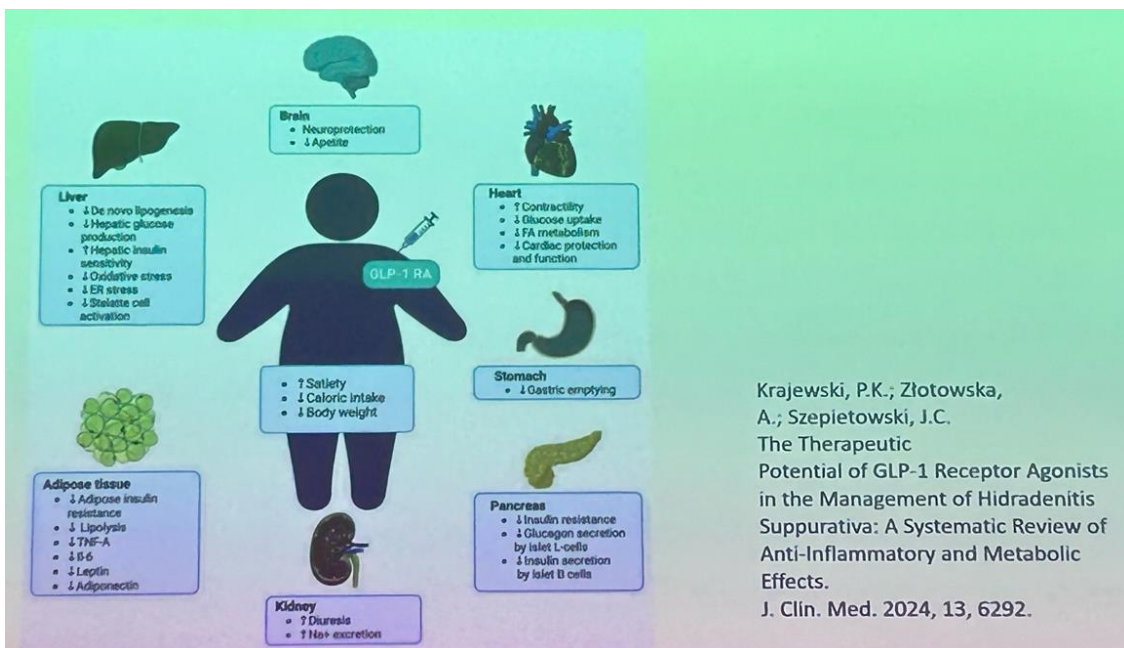 Brain
• Neuroprotection
• ↓Apetite
Liver
• ↓De novo lipogenesis
• ↓Hepatic glucose
production
• ↑Hepatic insulin
sensitivity
• ↓Oxidative stress
• ↓ER stress
• ↓Stelatte cell
activation
Heart
• ↑Contractility
• ↓Glucose uptake
• ↓FA metabolism
• ↓Cardiac protection
and function
GLP-1 RA
Stomach
• ↓Gastric emptying
• ↑Satiety
• ↓Caloric intake
• ↓Body weight
Adipose tissue
• ↓Adipose insulin
resistance
• ↓ Lipolysis
• ↓TNF-A
• ↓Il-6
• ↓Leptin
• ↓Adiponectin
Pancreas
• ↓Insulin resistance
• ↓Glucagon secretion
by islet L-cells
• ↓Insulin secretion
by islet B cells
Kidney
• ↑Diuresis
• ↑Na+ excretion
Krajewski, P.K.; Złotowska,
A.; Szepietowski, J.C.
The Therapeutic
Potential of GLP-1 Receptor Agonists
in the Management of Hidradenitis
Suppurativa: A Systematic Review of
Anti-Inflammatory and Metabolic
Effects.
J. Clin. Med. 2024, 13, 6292.